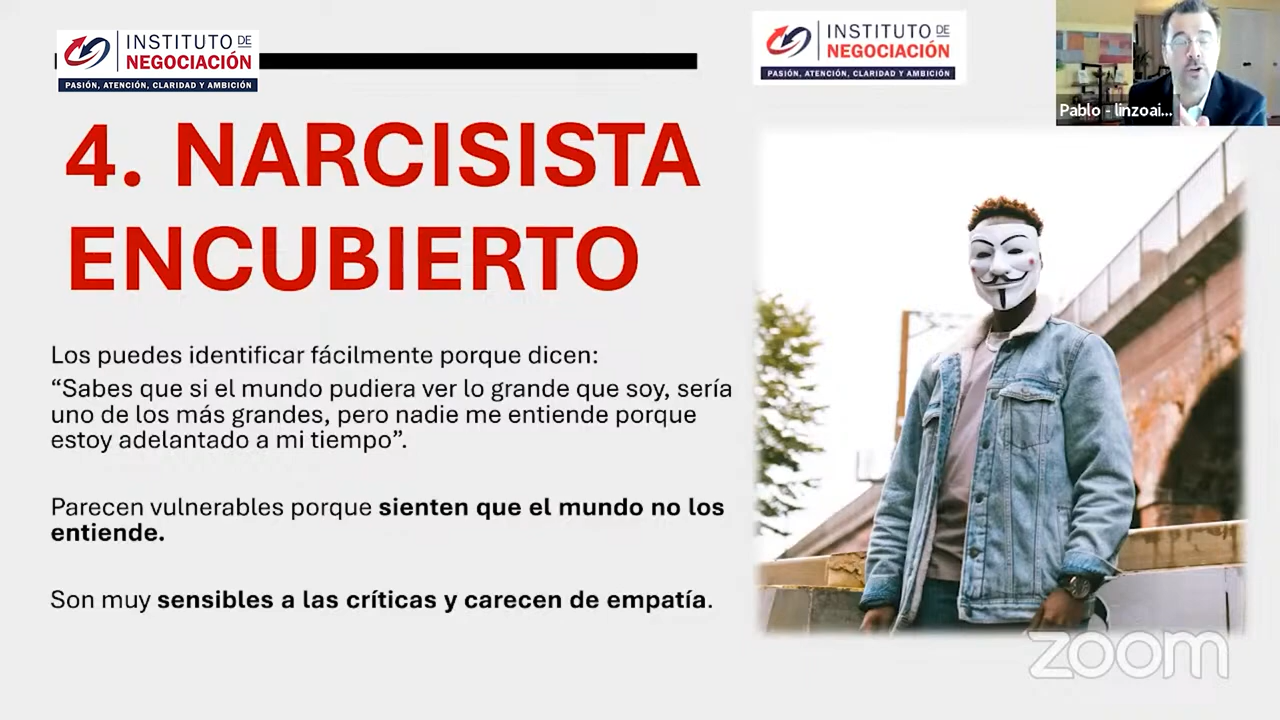 INSTITUTO DE
NEGOCIACIÓN
PASIÓN, ATENCIÓN, CLARIDAD Y AMBICIÓN
INSTITUTO DE
NEGOCIACIÓN
PASIÓN, ATENCIÓN, CLARIDAD Y AMBICIÓN
Pablo - linzoai...
4. NARCISISTA
ENCUBIERTO
Los puedes identificar fácilmente porque dicen:
“Sabes que si el mundo pudiera ver lo grande que soy, sería
uno de los más grandes, pero nadie me entiende porque
estoy adelantado a mi tiempo”.
Parecen vulnerables porque sienten que el mundo no los
entiende.
Son muy sensibles a las críticas y carecen de empatía.
zoom